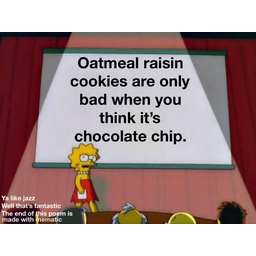 Oatmeal raisin
cookies are only
bad when you
think it's
chocolate chip.
Ya like jazz
Well that's fantastic
The end of this poem is
made with mematic